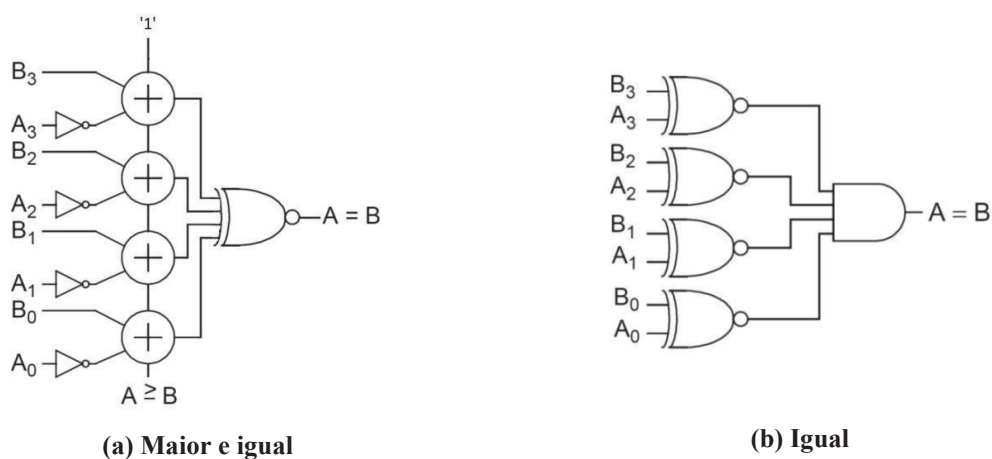 '1'
B₃
A₃
B₂
A₂
B₁
A₁
B₀
A₀
A = B
A ≥ B
(a) Maior e igual
B₃
A₃
B₂
A₂
B₁
A₁
B₀
A₀
A = B
(b) Igual